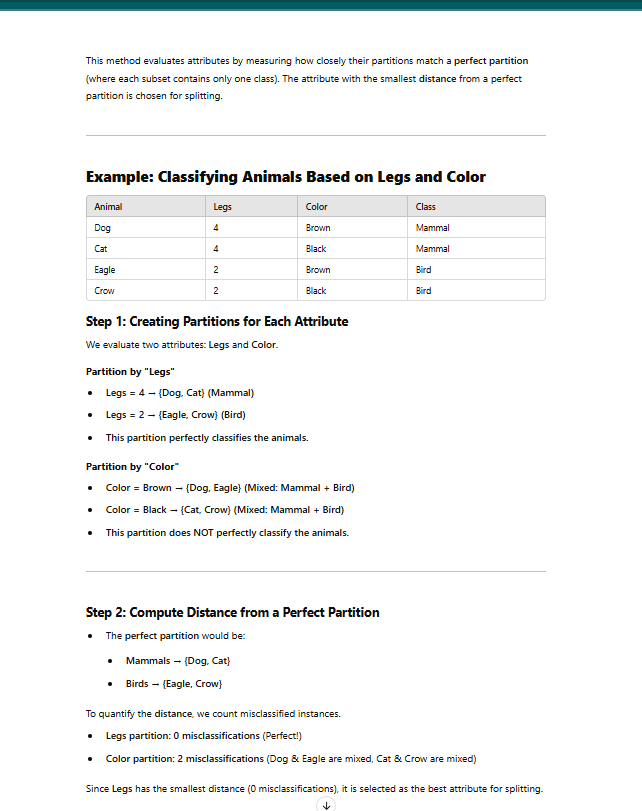 This method evaluates attributes by measuring how closely their partitions match a perfect partition
(where each subset contains only one class). The attribute with the smallest distance from a perfect
partition is chosen for splitting.
Example: Classifying Animals Based on Legs and Color
Animal Legs Color Class
Dog 4 Brown Mammal
Cat 4 Black Mammal
Eagle 2 Brown Bird
Crow 2 Black Bird
Step 1: Creating Partitions for Each Attribute
We evaluate two attributes: Legs and Color.
Partition by "Legs"
• Legs = 4 → {Dog, Cat} (Mammal)
• Legs = 2 → {Eagle, Crow} (Bird)
• This partition perfectly classifies the animals.
Partition by "Color"
• Color = Brown → {Dog, Eagle} (Mixed: Mammal + Bird)
• Color = Black → {Cat, Crow} (Mixed: Mammal + Bird)
• This partition does NOT perfectly classify the animals.
Step 2: Compute Distance from a Perfect Partition
• The perfect partition would be:
• Mammals → {Dog, Cat}
• Birds → {Eagle, Crow}
To quantify the distance, we count misclassified instances.
• Legs partition: 0 misclassifications (Perfect!)
• Color partition: 2 misclassifications (Dog & Eagle are mixed, Cat & Crow are mixed)
Since Legs has the smallest distance (0 misclassifications), it is selected as the best attribute for splitting.